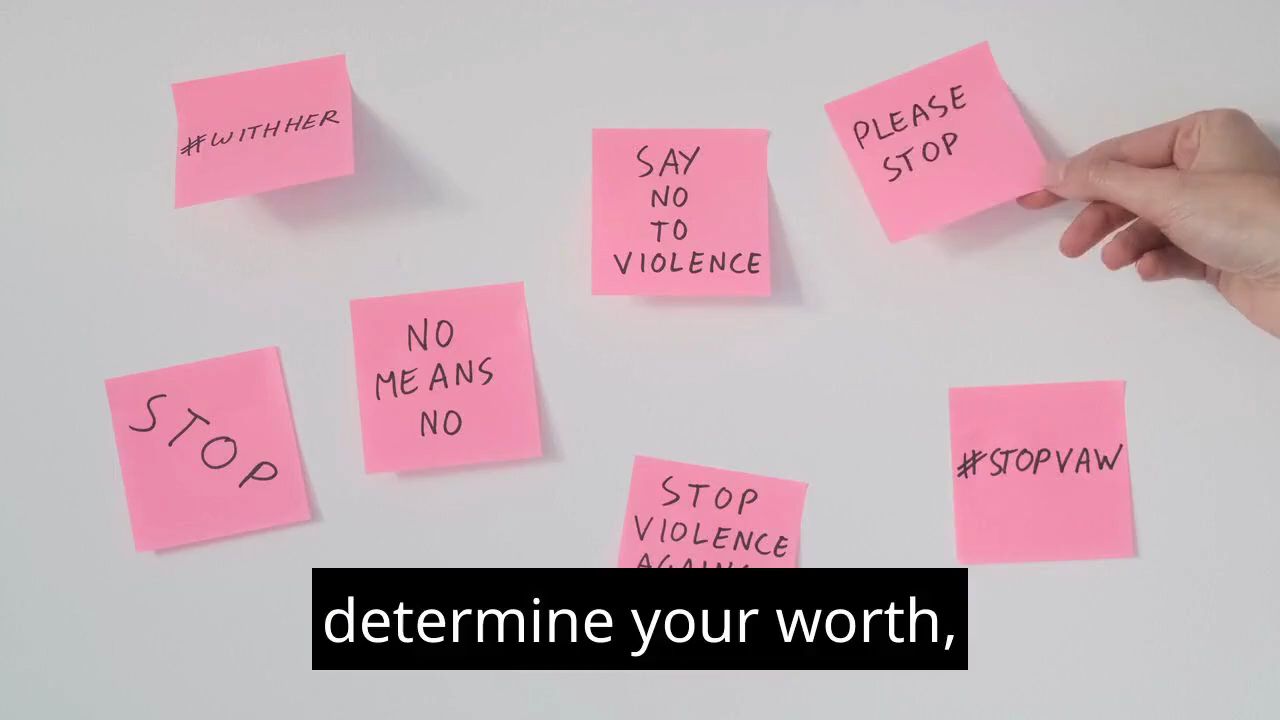 #WITHHER
SAY
NO
TO
VIOLENCE
PLEASE
STOP
NO
MEANS
NO
STOP
#STOPVAW
STOP
VIOLENCE
determine your worth,